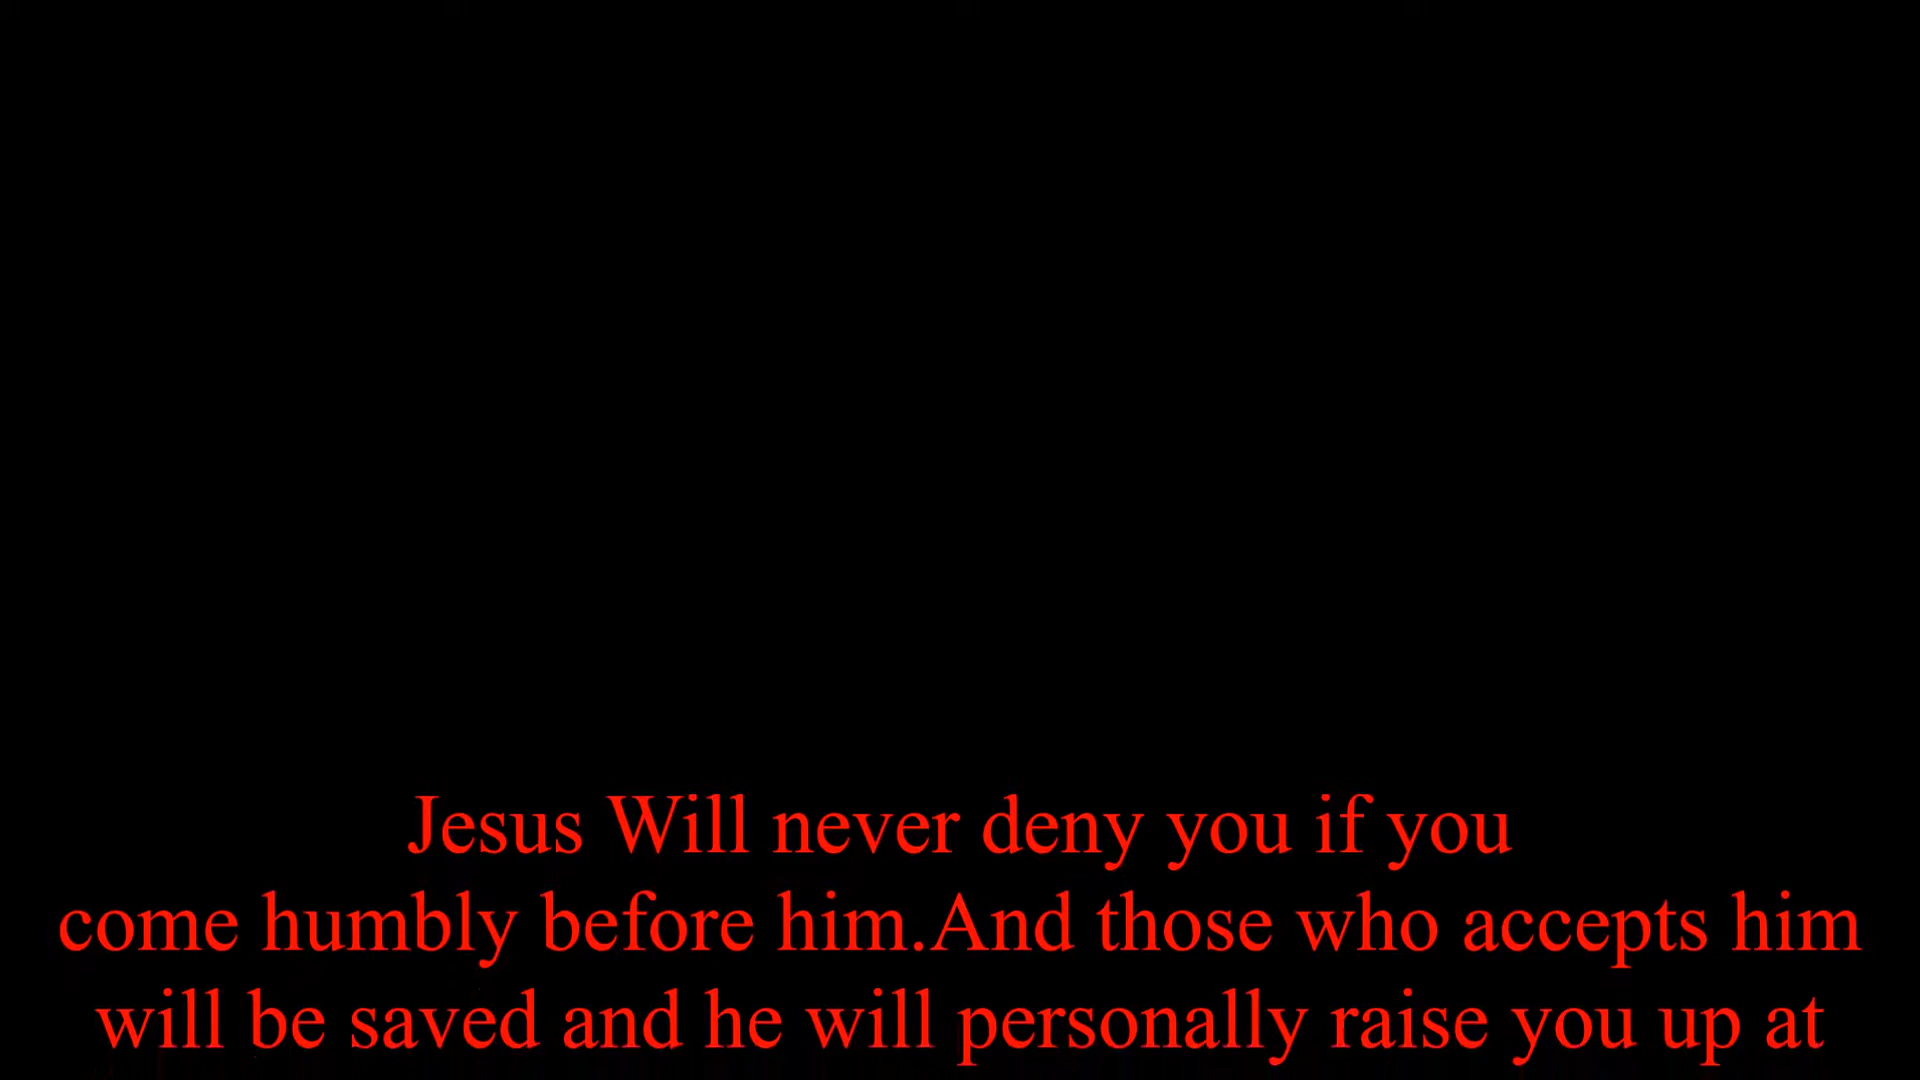 Jesus Will never deny you if you
come humbly before him.And those who accepts him
will be saved and he will personally raise you up at